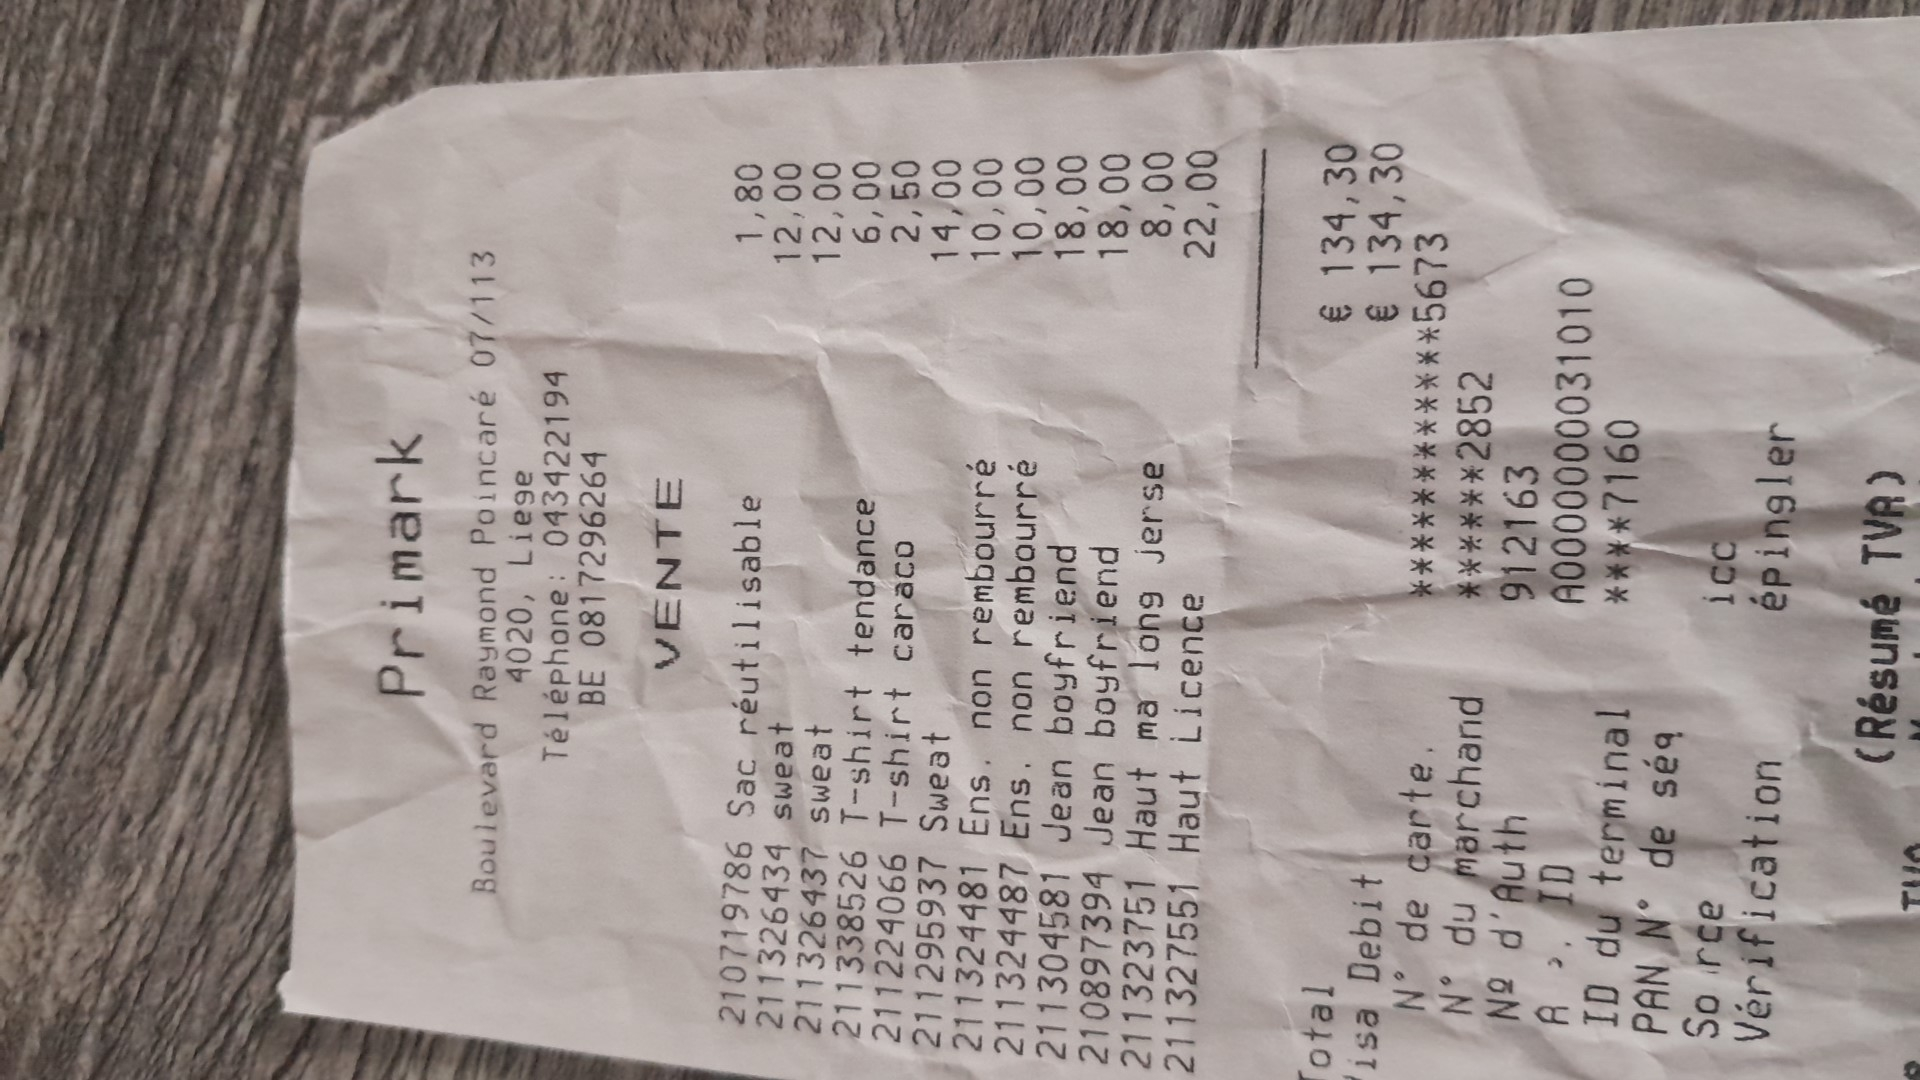 Primark
Boulevard Raymond Poincaré 07/113
4020, Liege
Téléphone: 043422194
BE 0817296264
VENTE
210719786 Sac réutilisable 1,80
211326434 sweat 12,00
211326437 sweat 12,00
211338526 T-shirt tendance 6,00
211224066 T-shirt caraco 2,50
211295937 Sweat 14,00
211324481 Ens. non rembourré 10,00
211324487 Ens. non rembourré 10,00
211304581 Jean boyfriend 18,00
210897394 Jean boyfriend 18,00
211323751 Haut ma long jerse 8,00
211327551 Haut Licence 22,00
Total € 134,30
Visa Debit € 134,30
N° de carte. ************5673
N° du marchand ******2852
Nº d'Auth 912163
A . ID A0000000031010
ID du terminal ****7160
PAN N° de séq
So rce icc
Vérification épingler
(Résumé TVA)
TVA